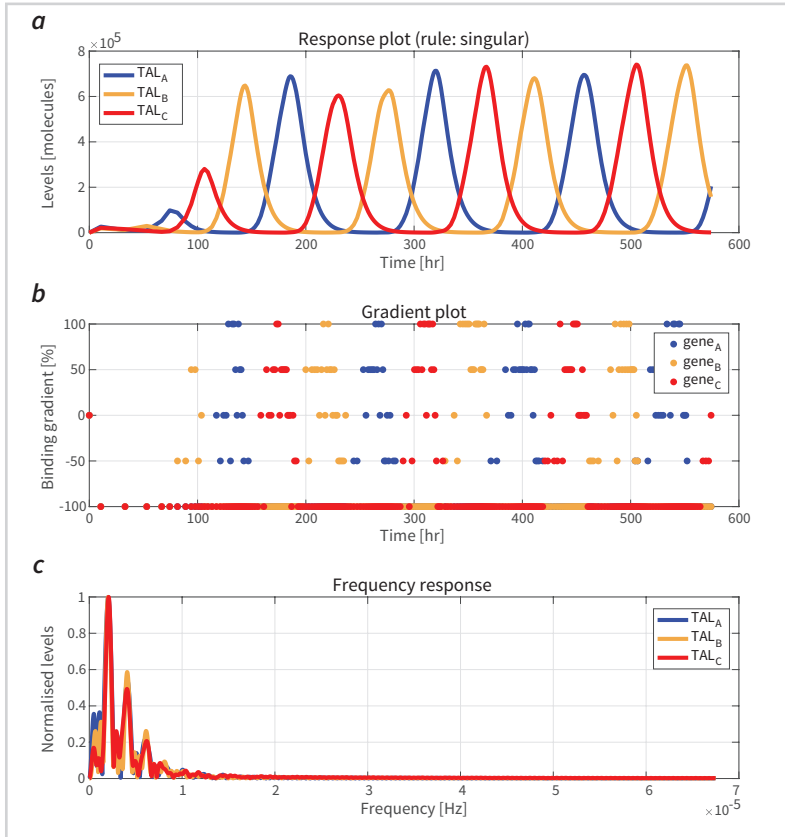 a
Response plot (rule: singular)
×10⁵
Levels [molecules]
8
6
4
2
0
TAL_A
TAL_B
TAL_C
0 100 200 300 400 500 600
Time [hr]
b
Gradient plot
Binding gradient [%]
100
50
0
-50
-100
gene_A
gene_B
gene_C
0 100 200 300 400 500 600
Time [hr]
c
Frequency response
Normalised levels
1
0.8
0.6
0.4
0.2
0
TAL_A
TAL_B
TAL_C
0 1 2 3 4 5 6 7
Frequency [Hz]
×10⁻⁵